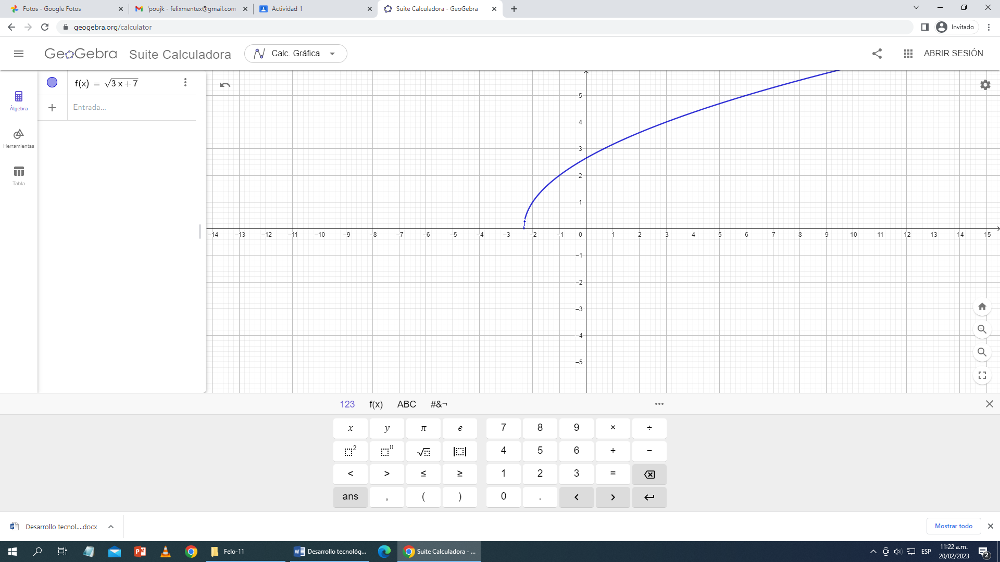 Fotos - Google Fotos
'poujk - felixmentex@gmail.com
Actividad 1
Suite Calculadora - GeoGebra
geogebra.org/calculator
Invitado
GeoGebra
Suite Calculadora
Calc. Gráfica
ABRIR SESIÓN
f(x) = √3 x + 7
Entrada...
Álgebra
Herramientas
Tabla
5
4
3
2
1
f
–14 –13 –12 –11 –10 –9 –8 –7 –6 –5 –4 –3 –2 –1 0 1 2 3 4 5 6 7 8 9 10 11 12 13 14 15
–1
–2
–3
–4
–5
123 f(x) ABC #&¬
x y π e 7 8 9 × ÷
2 √ 4 5 6 + −
< > ≤ ≥ 1 2 3 =
ans , ( ) 0 . < >
Desarrollo tecnol....docx
Mostrar todo
Felo-11
Desarrollo tecnológ...
Suite Calculadora - ...
ESP
11:22 a.m.
20/02/2023
2